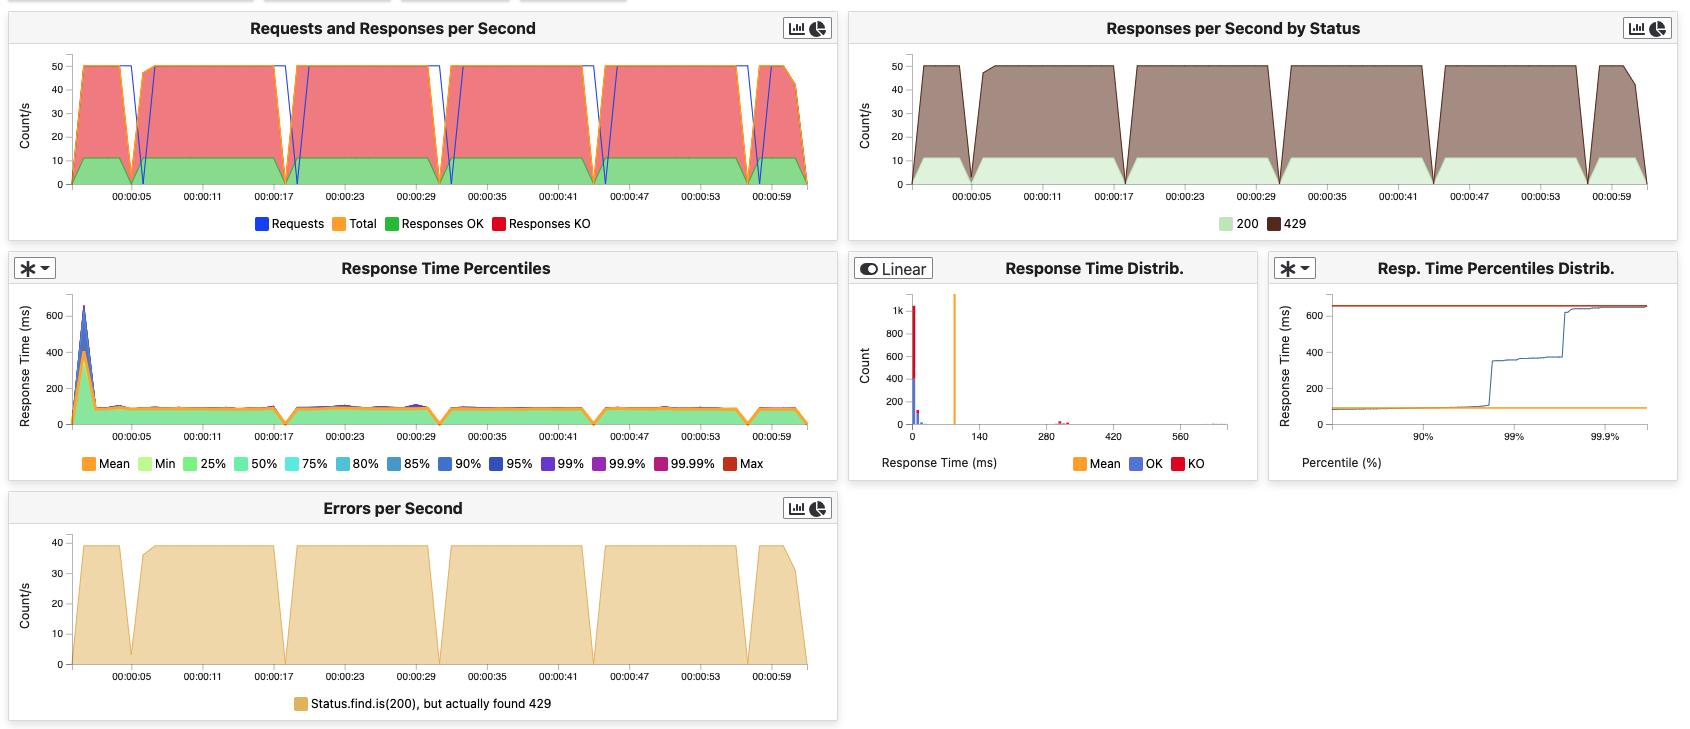 Requests and Responses per Second
Count/s
50
40
30
20
10
0
00:00:05 00:00:11 00:00:17 00:00:23 00:00:29 00:00:35 00:00:41 00:00:47 00:00:53 00:00:59
Requests Total Responses OK Responses KO
Responses per Second by Status
Count/s
50
40
30
20
10
0
00:00:05 00:00:11 00:00:17 00:00:23 00:00:29 00:00:35 00:00:41 00:00:47 00:00:53 00:00:59
200 429
Response Time Percentiles
Response Time (ms)
600
400
200
0
00:00:05 00:00:11 00:00:17 00:00:23 00:00:29 00:00:35 00:00:41 00:00:47 00:00:53 00:00:59
Mean Min 25% 50% 75% 80% 85% 90% 95% 99% 99.9% 99.99% Max
Linear
Response Time Distrib.
Count
1k
800
600
400
200
0
0 140 280 420 560
Response Time (ms)
Mean OK KO
Resp. Time Percentiles Distrib.
Response Time (ms)
600
400
200
0
90% 99% 99.9%
Percentile (%)
Errors per Second
Count/s
40
30
20
10
0
00:00:05 00:00:11 00:00:17 00:00:23 00:00:29 00:00:35 00:00:41 00:00:47 00:00:53 00:00:59
Status.find.is(200), but actually found 429